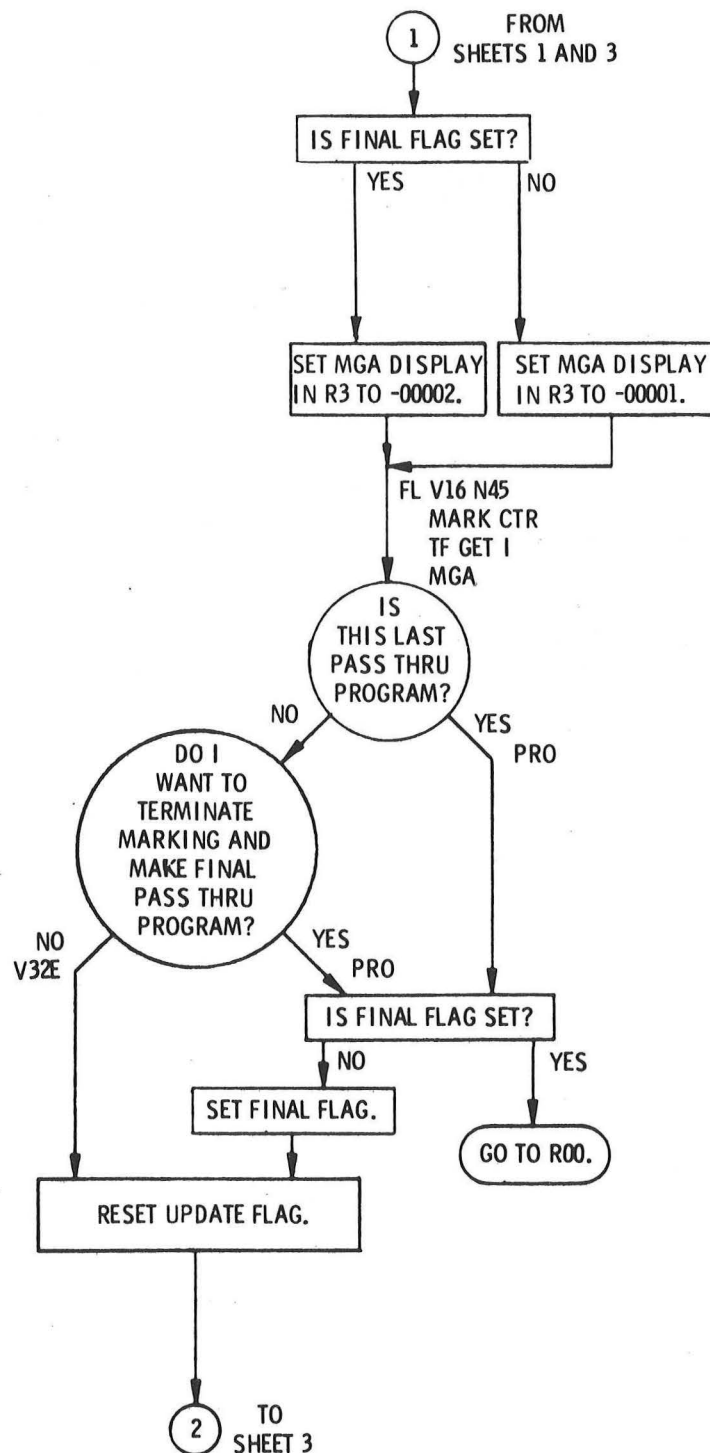 1
FROM
SHEETS 1 AND 3
IS FINAL FLAG SET?
YES
NO
SET MGA DISPLAY
IN R3 TO -00002.
SET MGA DISPLAY
IN R3 TO -00001.
FL V16 N45
MARK CTR
TF GET I
MGA
IS
THIS LAST
PASS THRU
PROGRAM?
NO
YES
PRO
DO I
WANT TO
TERMINATE
MARKING AND
MAKE FINAL
PASS THRU
PROGRAM?
NO
V32E
YES
PRO
IS FINAL FLAG SET?
NO
YES
SET FINAL FLAG.
GO TO R00.
RESET UPDATE FLAG.
2
TO
SHEET 3